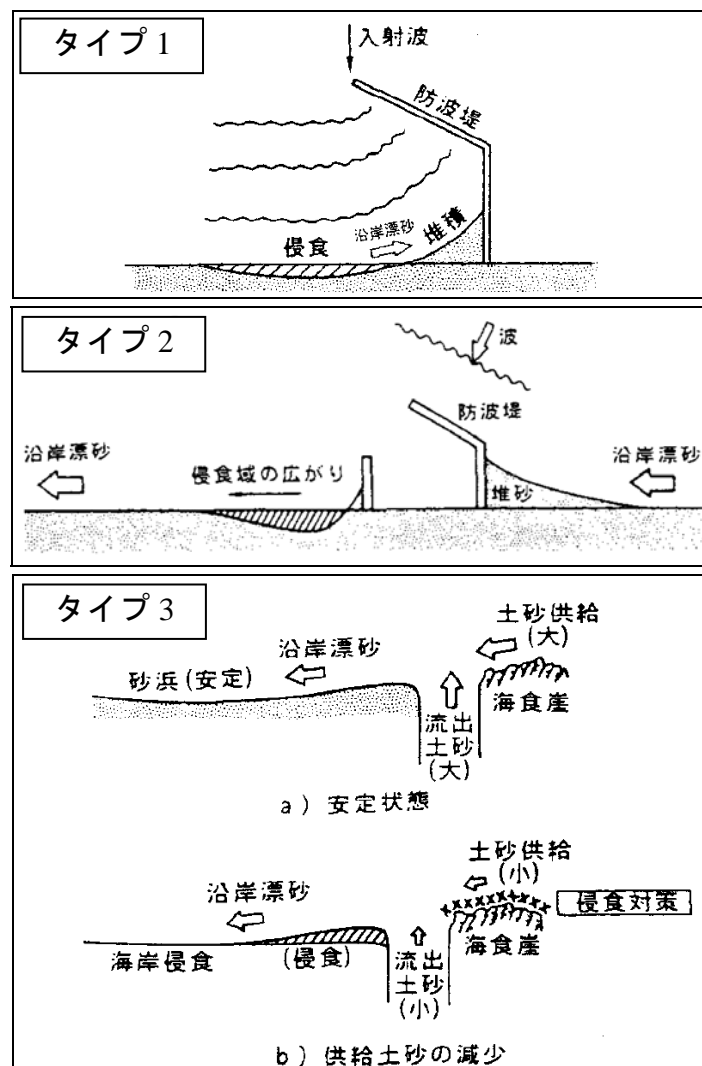 タイプ 1
入射波
防波堤
侵食
沿岸漂砂
堆積
タイプ 2
波
防波堤
沿岸漂砂
侵食域の広がり
堆砂
沿岸漂砂
タイプ 3
土砂供給
(大)
沿岸漂砂
砂浜(安定)
海食崖
流出
土砂
(大)
a) 安定状態
土砂供給
(小)
沿岸漂砂
侵食対策
海食崖
海岸侵食
(侵食)
流出
土砂
(小)
b) 供給土砂の減少